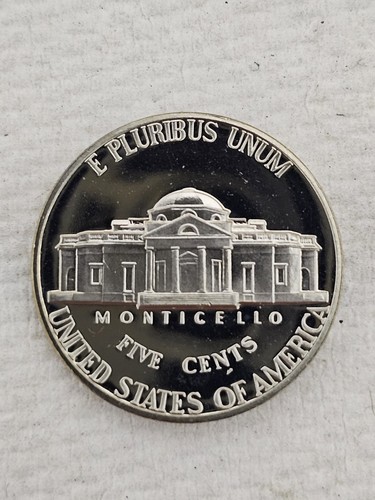 E PLURIBUS UNUM
MONTICELLO
FIVE CENTS
UNITED STATES OF AMERICA